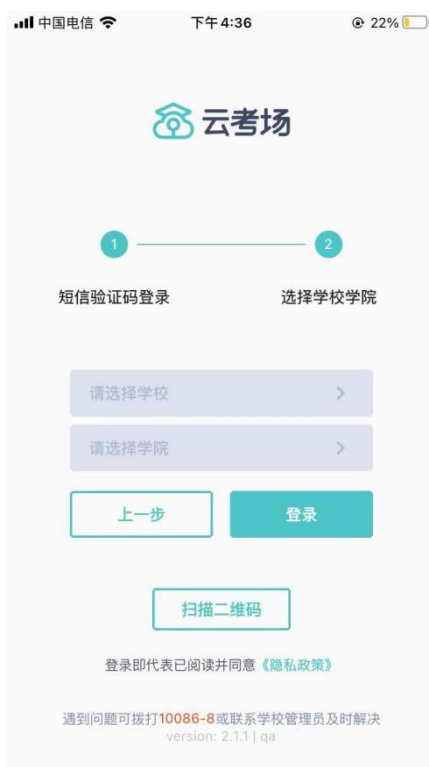 中国电信 下午4:36 22%
云考场
1 2
短信验证码登录 选择学校学院
请选择学校
请选择学院
上一步 登录
扫描二维码
登录即代表已阅读并同意《隐私政策》
遇到问题可拨打10086-8或联系学校管理员及时解决
version: 2.1.1 | qa